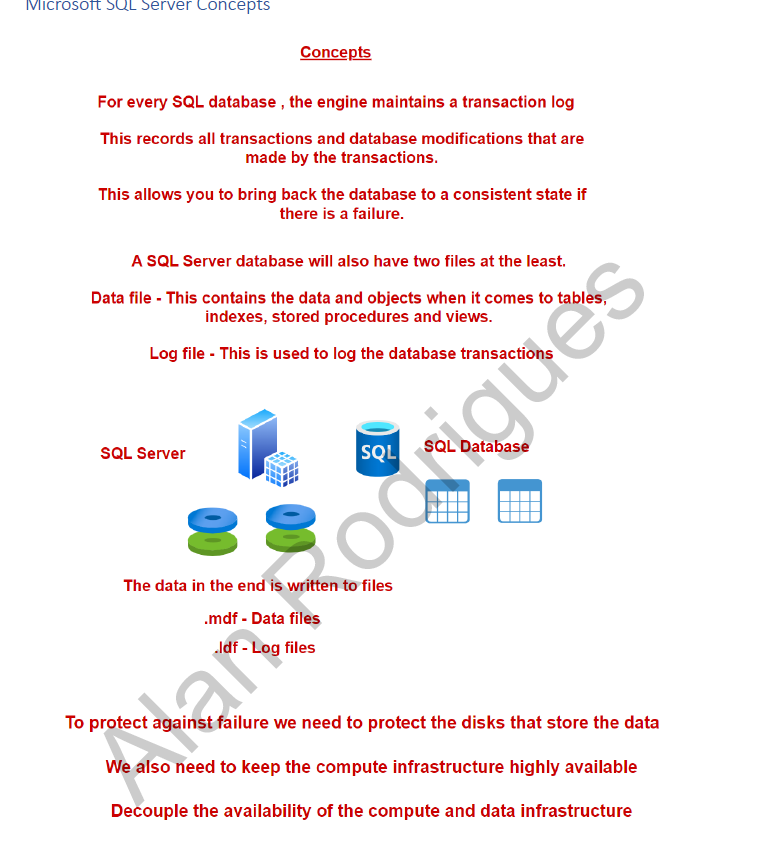 Microsoft SQL Server Concepts
Concepts
For every SQL database , the engine maintains a transaction log
This records all transactions and database modifications that are
made by the transactions.
This allows you to bring back the database to a consistent state if
there is a failure.
A SQL Server database will also have two files at the least.
Data file - This contains the data and objects when it comes to tables,
indexes, stored procedures and views.
Log file - This is used to log the database transactions
SQL Server
SQL
SQL Database
The data in the end is written to files
.mdf - Data files
.ldf - Log files
To protect against failure we need to protect the disks that store the data
We also need to keep the compute infrastructure highly available
Decouple the availability of the compute and data infrastructure
Alan Rodrigues